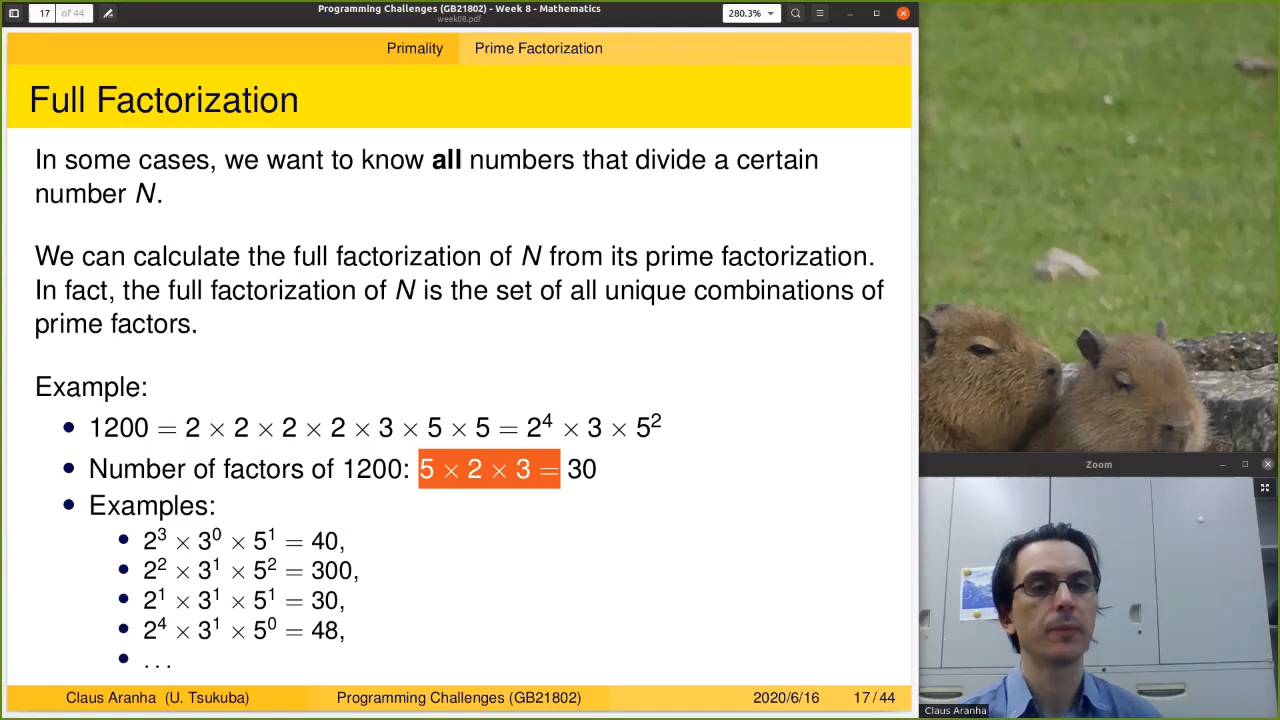 17 of 44
Programming Challenges (GB21802) - Week 8 - Mathematics
week08.pdf
280.3%
Primality Prime Factorization
Full Factorization
In some cases, we want to know all numbers that divide a certain
number N.
We can calculate the full factorization of N from its prime factorization.
In fact, the full factorization of N is the set of all unique combinations of
prime factors.
Example:
• 1200 = 2 × 2 × 2 × 2 × 3 × 5 × 5 = 2⁴ × 3 × 5²
• Number of factors of 1200: 5 × 2 × 3 = 30
• Examples:
• 2³ × 3⁰ × 5¹ = 40,
• 2² × 3¹ × 5² = 300,
• 2¹ × 3¹ × 5¹ = 30,
• 2⁴ × 3¹ × 5⁰ = 48,
• . . .
Claus Aranha (U. Tsukuba) Programming Challenges (GB21802) 2020/6/16 17 / 44
Zoom
Claus Aranha